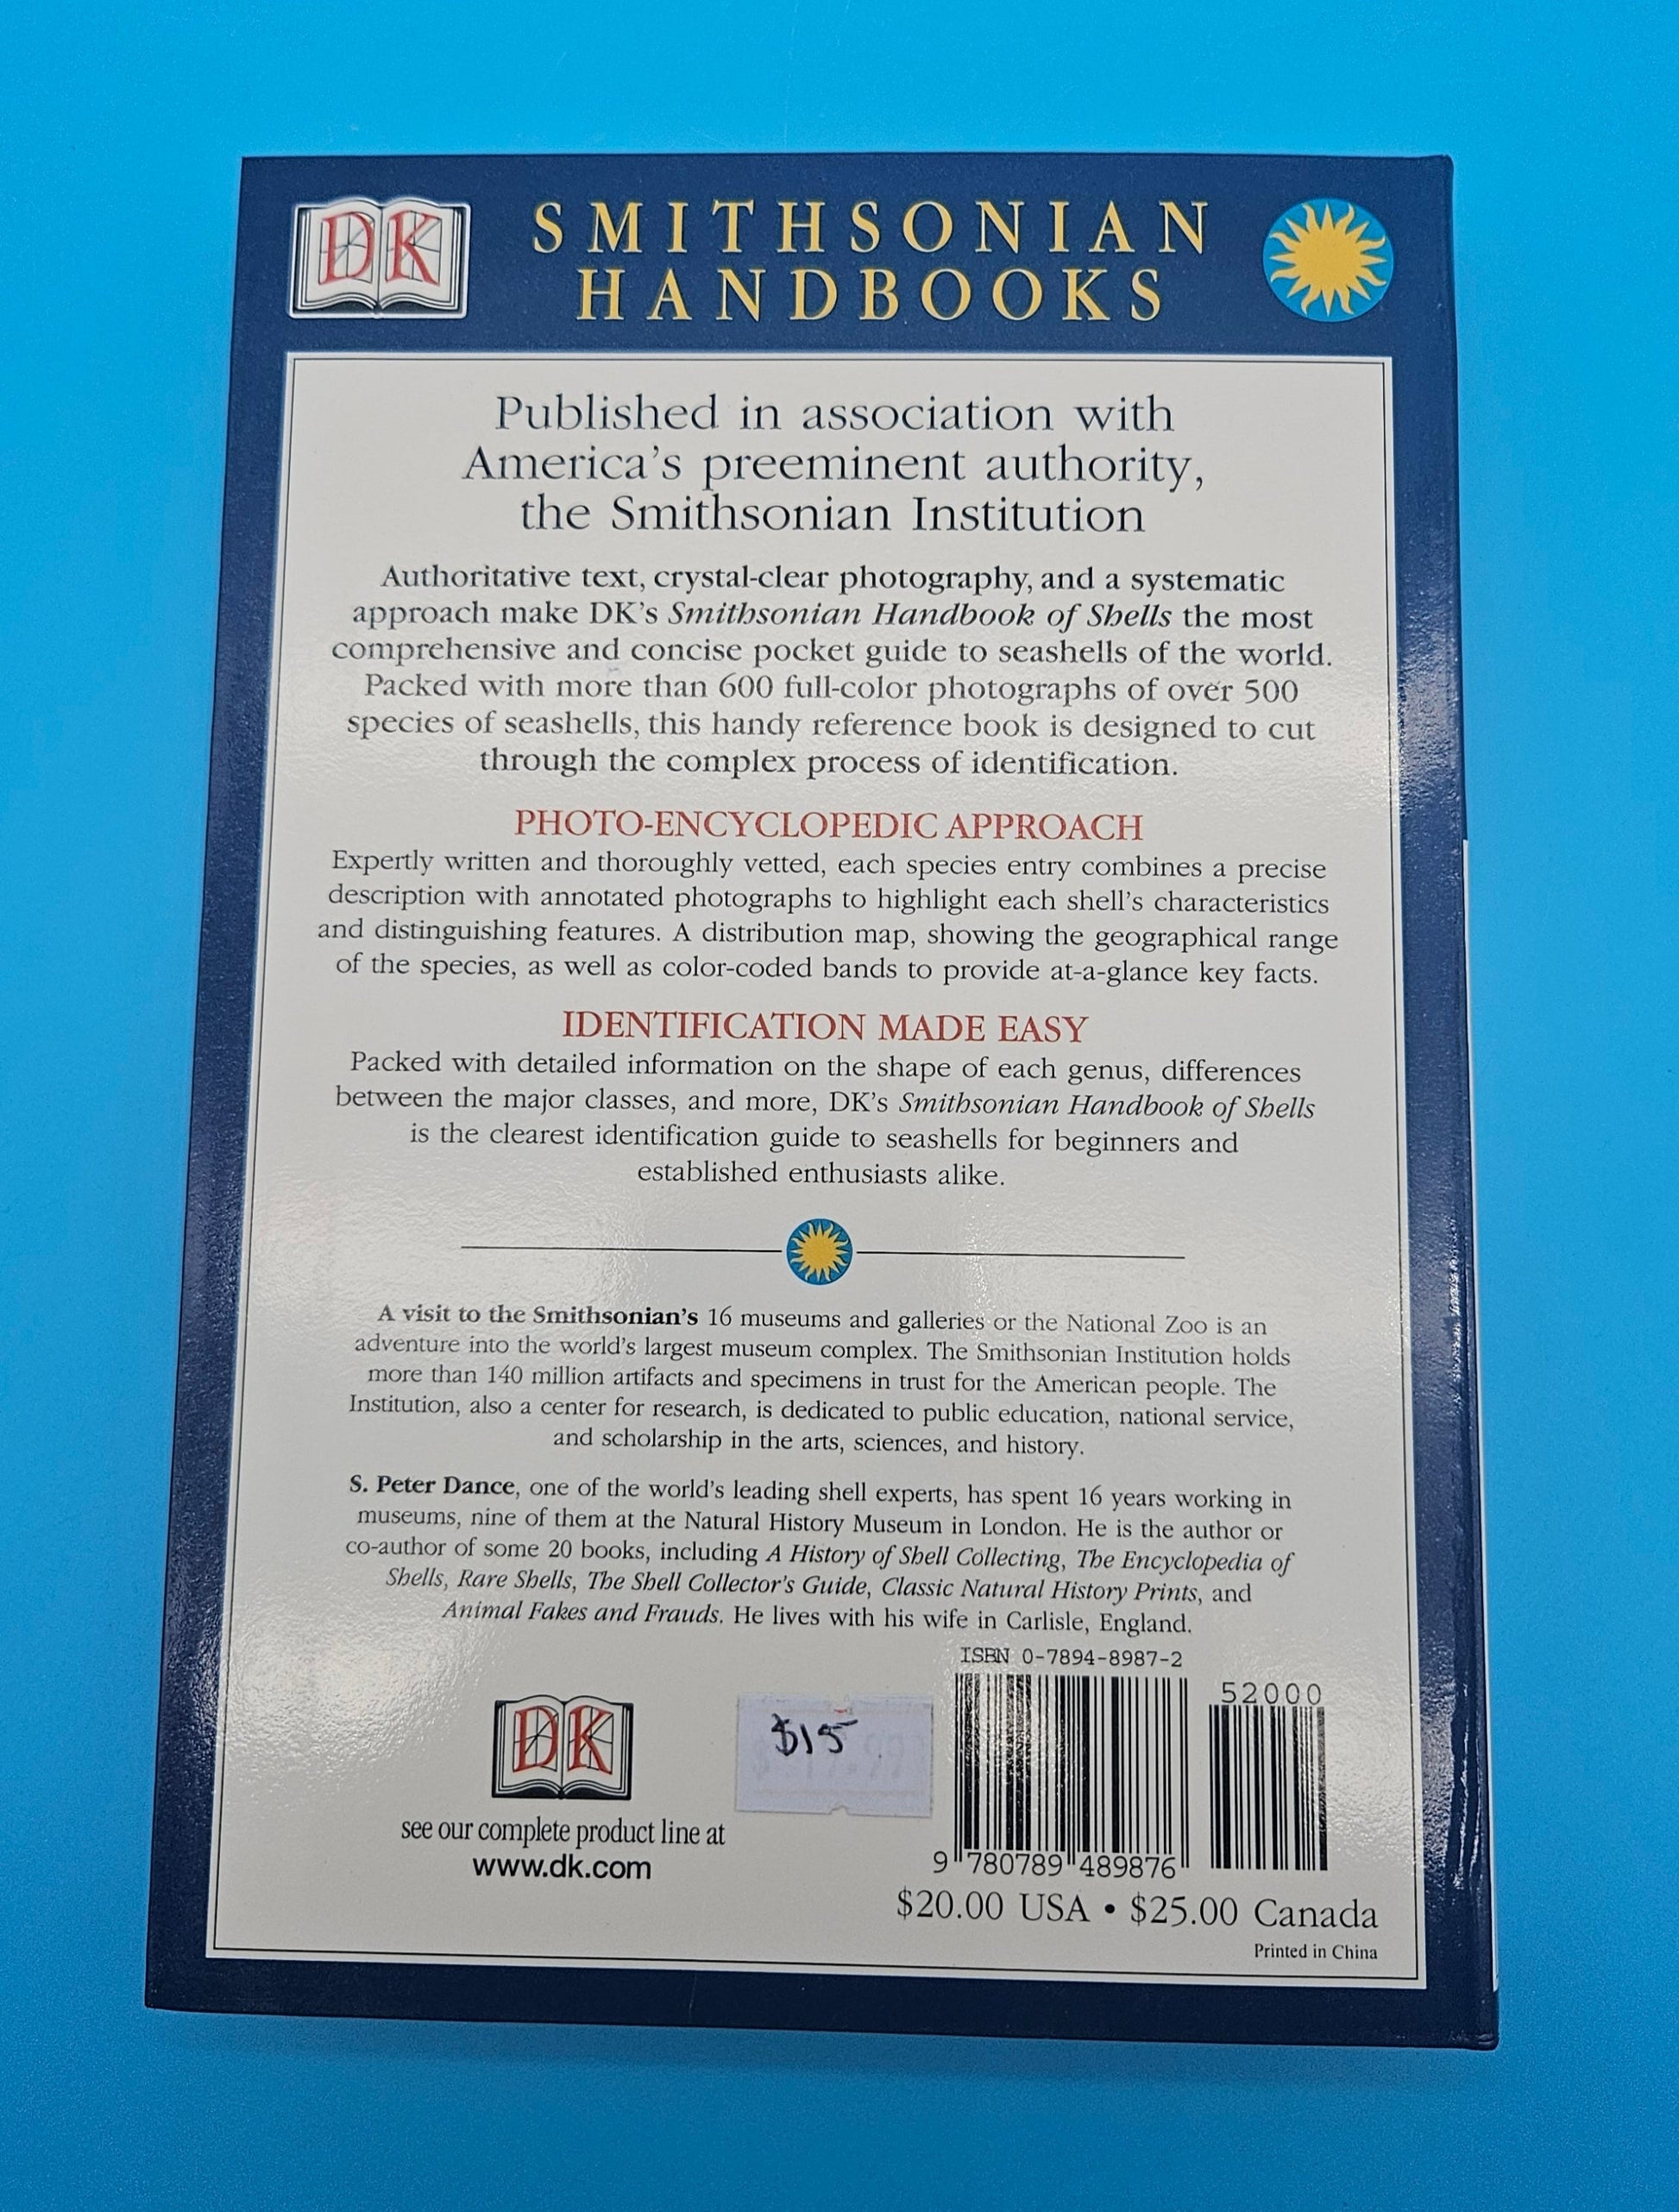 DK
SMITHSONIAN
HANDBOOKS
Published in association with
America's preeminent authority,
the Smithsonian Institution
Authoritative text, crystal-clear photography, and a systematic
approach make DK's Smithsonian Handbook of Shells the most
comprehensive and concise pocket guide to seashells of the world.
Packed with more than 600 full-color photographs of over 500
species of seashells, this handy reference book is designed to cut
through the complex process of identification.
PHOTO-ENCYCLOPEDIC APPROACH
Expertly written and thoroughly vetted, each species entry combines a precise
description with annotated photographs to highlight each shell's characteristics
and distinguishing features. A distribution map, showing the geographical range
of the species, as well as color-coded bands to provide at-a-glance key facts.
IDENTIFICATION MADE EASY
Packed with detailed information on the shape of each genus, differences
between the major classes, and more, DK's Smithsonian Handbook of Shells
is the clearest identification guide to seashells for beginners and
established enthusiasts alike.
A visit to the Smithsonian's 16 museums and galleries or the National Zoo is an
adventure into the world's largest museum complex. The Smithsonian Institution holds
more than 140 million artifacts and specimens in trust for the American people. The
Institution, also a center for research, is dedicated to public education, national service,
and scholarship in the arts, sciences, and history.
S. Peter Dance, one of the world's leading shell experts, has spent 16 years working in
museums, nine of them at the Natural History Museum in London. He is the author or
co-author of some 20 books, including A History of Shell Collecting, The Encyclopedia of
Shells, Rare Shells, The Shell Collector's Guide, Classic Natural History Prints, and
Animal Fakes and Frauds. He lives with his wife in Carlisle, England.
DK
see our complete product line at
www.dk.com
$15
ISBN 0-7894-8987-2
52000
9 780789 489876
$20.00 USA • $25.00 Canada
Printed in China